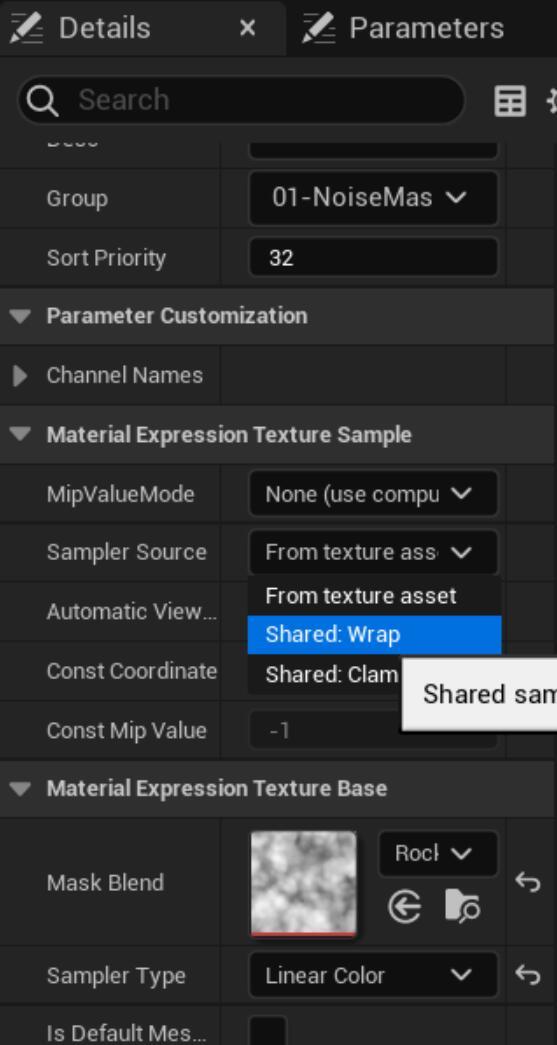 Details
Parameters
Search
Group
01-NoiseMas
Sort Priority
32
Parameter Customization
Channel Names
Material Expression Texture Sample
MipValueMode
None (use compu
Sampler Source
From texture ass
From texture asset
Automatic View...
Shared: Wrap
Const Coordinate
Shared: Clam
Shared sam
Const Mip Value
-1
Material Expression Texture Base
Mask Blend
Rock
Sampler Type
Linear Color
Is Default Mes...